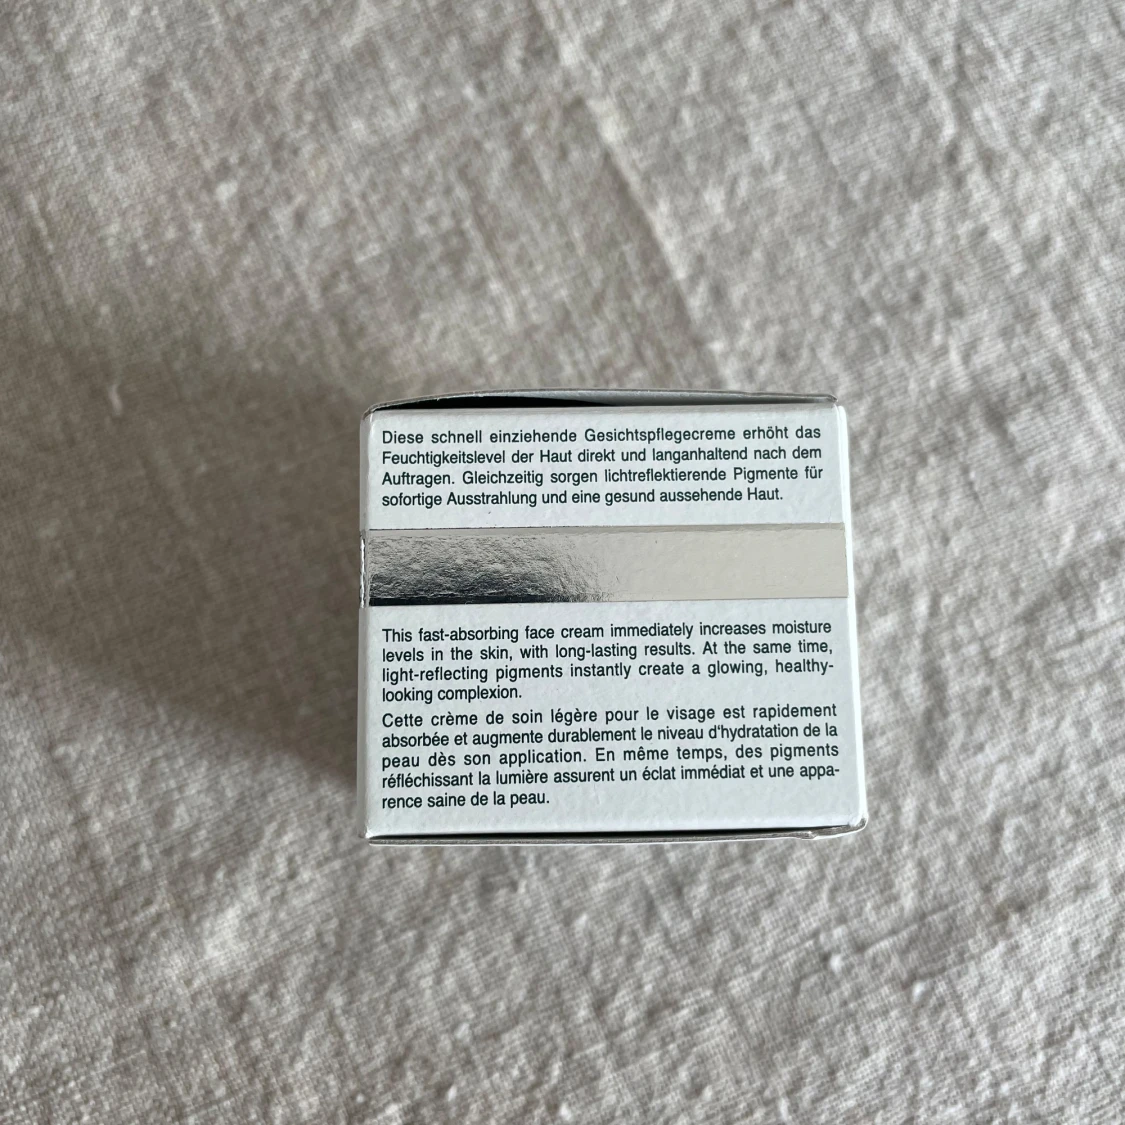 Diese schnell einziehende Gesichtspflegecreme erhöht das
Feuchtigkeitslevel der Haut direkt und langanhaltend nach dem
Auftragen. Gleichzeitig sorgen lichtreflektierende Pigmente für
sofortige Ausstrahlung und eine gesund aussehende Haut.
This fast-absorbing face cream immediately increases moisture
levels in the skin, with long-lasting results. At the same time,
light-reflecting pigments instantly create a glowing, healthy-
looking complexion.
Cette crème de soin légère pour le visage est rapidement
absorbée et augmente durablement le niveau d‘hydratation de la
peau dès son application. En même temps, des pigments
réfléchissant la lumière assurent un éclat immédiat et une appa-
rence saine de la peau.